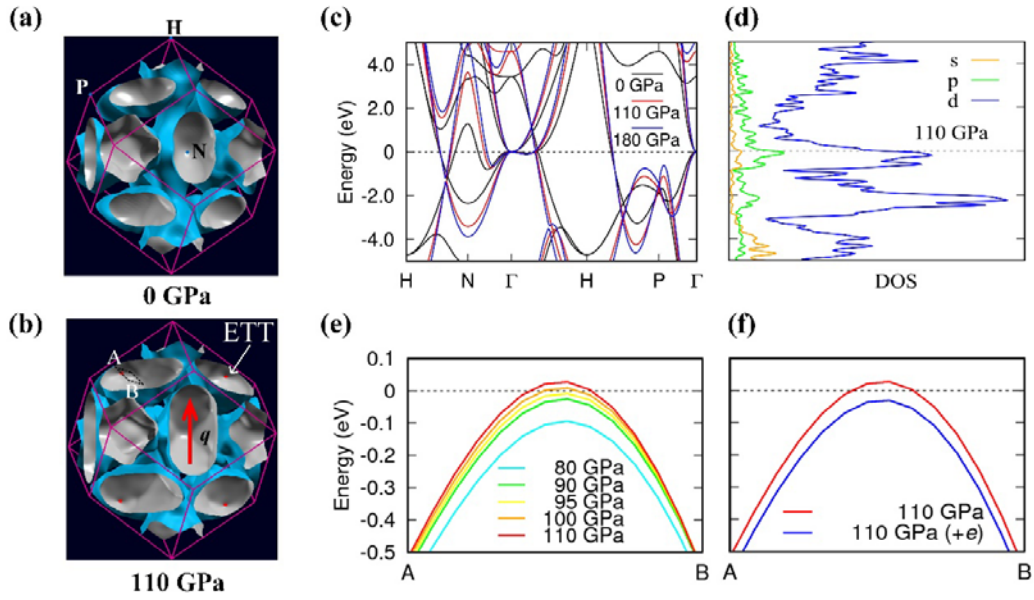 (a)
H
P
N
0 GPa
(b)
ETT
A
B
q
110 GPa
(c)
Energy (eV)
4.0
2.0
0
-2.0
-4.0
0 GPa
110 GPa
180 GPa
H N Γ H P Γ
(d)
s
p
d
110 GPa
DOS
(e)
Energy (eV)
0.1
0
-0.1
-0.2
-0.3
-0.4
-0.5
80 GPa
90 GPa
95 GPa
100 GPa
110 GPa
A B
(f)
110 GPa
110 GPa (+e)
A B